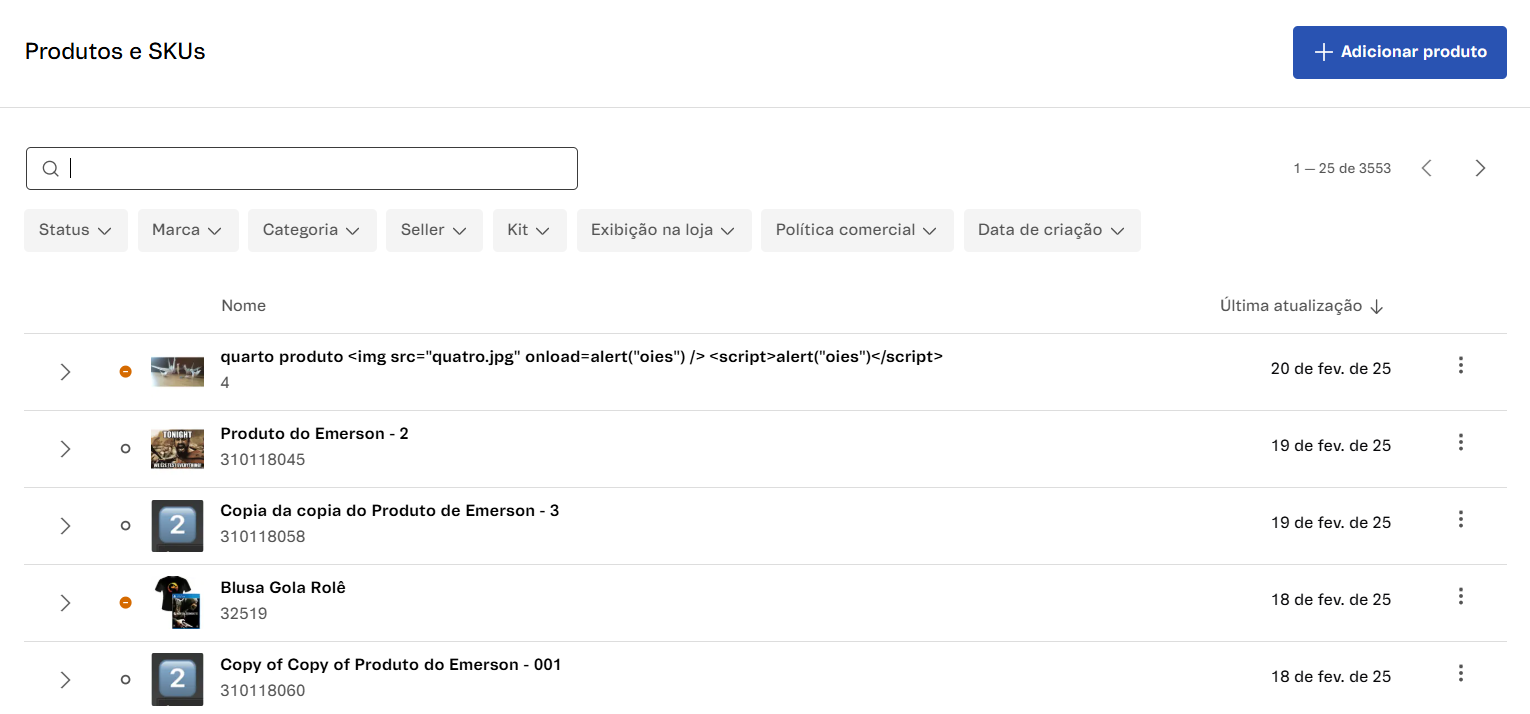 Produtos e SKUs
Adicionar produto
1 — 25 de 3553
Status
Marca
Categoria
Seller
Kit
Exibição na loja
Política comercial
Data de criação
Nome
Última atualização
quarto produto <img src="quatro.jpg" onload=alert("oies") /> <script>alert("oies")</script>
4
20 de fev. de 25
TONIGHT
Produto do Emerson - 2
310118045
19 de fev. de 25
2
Copia da copia do Produto de Emerson - 3
310118058
19 de fev. de 25
Blusa Gola Rolê
32519
18 de fev. de 25
2
Copy of Copy of Produto do Emerson - 001
310118060
18 de fev. de 25